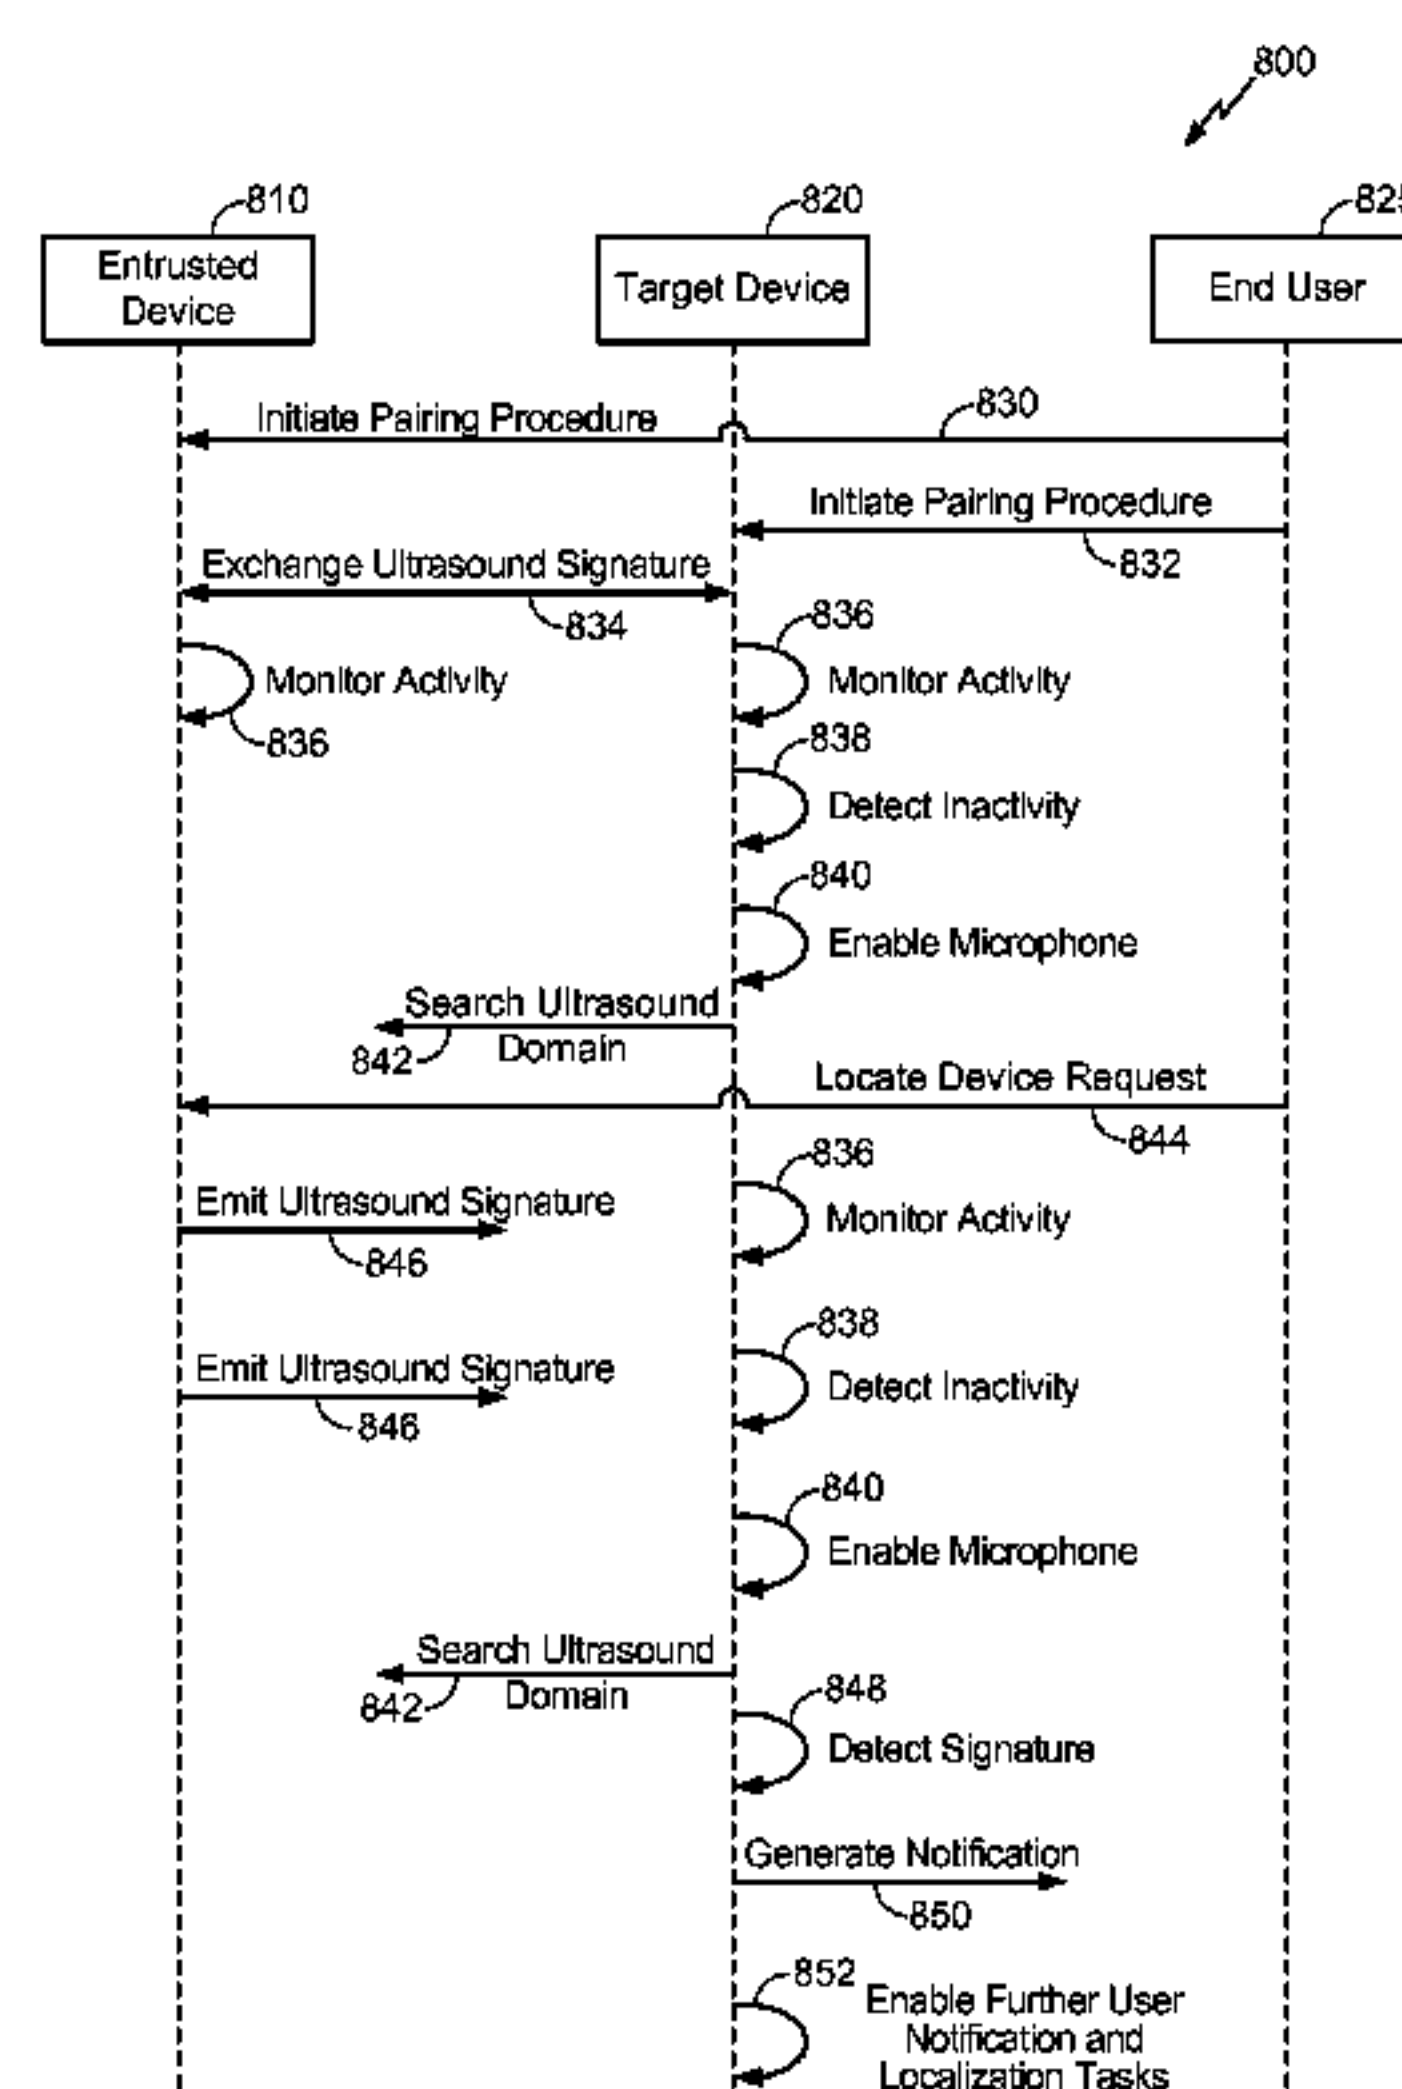 800
810
820
Entrusted
Device
Target Device
End User
Initiate Pairing Procedure
830
Initiate Pairing Procedure
832
Exchange Ultrasound Signature
834
836
Monitor Activity
Monitor Activity
836
838
Detect Inactivity
840
Enable Microphone
Search Ultrasound
Domain
842
Locate Device Request
844
836
Emit Ultrasound Signature
Monitor Activity
846
838
Emit Ultrasound Signature
Detect Inactivity
846
840
Enable Microphone
Search Ultrasound
Domain
842
848
Detect Signature
Generate Notification
850
852
Enable Further User
Notification and
Localization Tasks